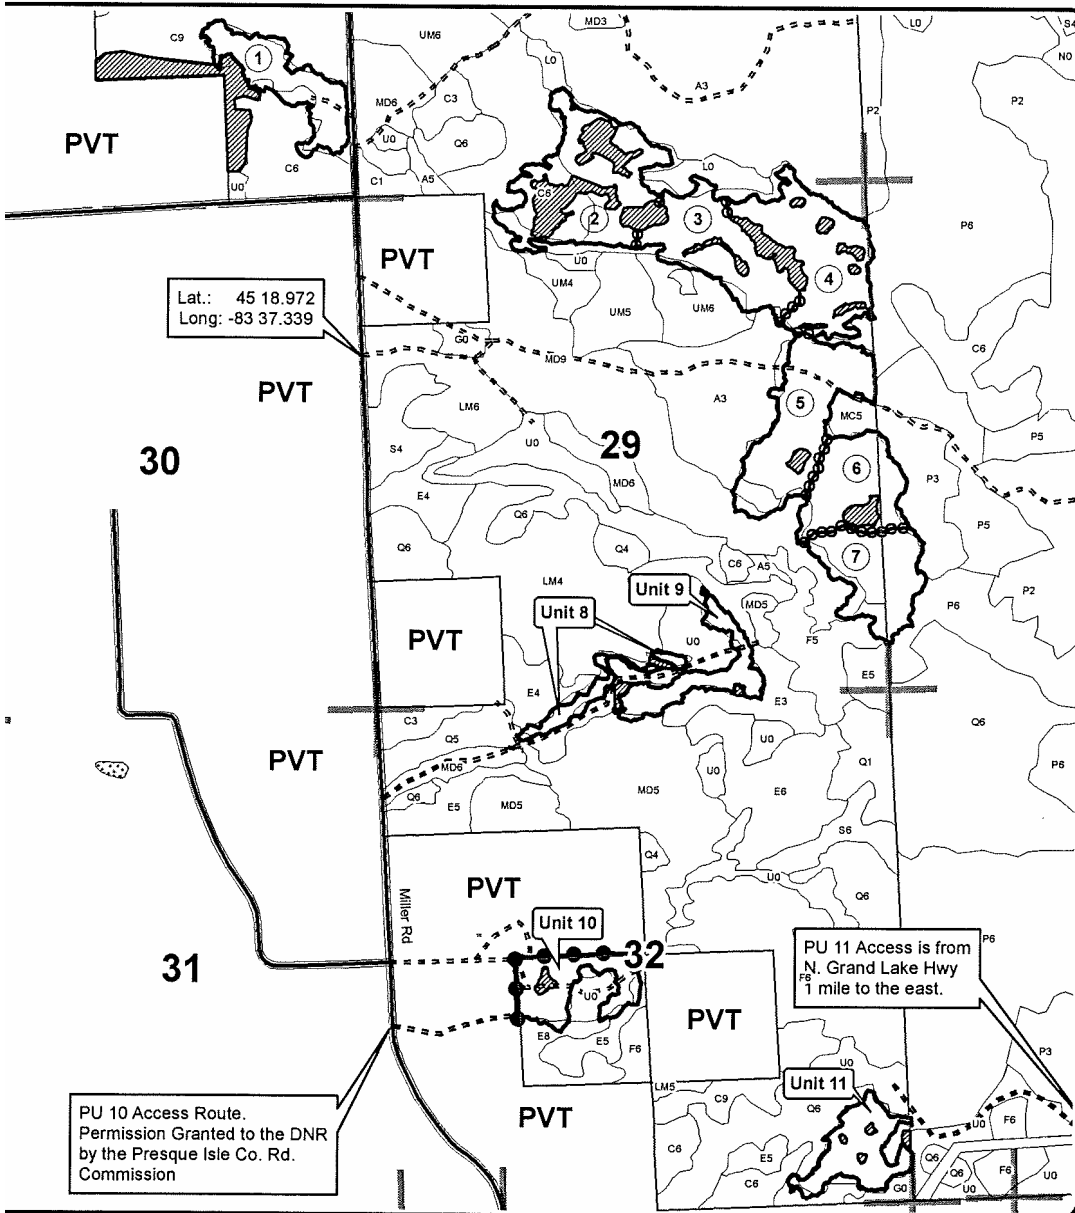 MD3
L0
S4
C9
1
UM6
L0
N0
A3
P2
MD6
C3
P2
U0
Q6
PVT
C6
U0
C1
A5
L0
C6
2
3
P6
PVT
U0
4
UM4
UM5
UM6
Lat.: 45 18.972
Long: -83 37.339
G0
MD9
C6
PVT
LM6
A3
5
MC5
30
S4
U0
29
P5
MD6
6
P3
E4
Q6
P5
Q6
Q4
7
C6
A5
LM4
Unit 9
MD5
P6
P2
Unit 8
PVT
U0
F5
E5
E4
E3
C3
Q6
PVT
Q5
U0
MD6
U0
Q1
P6
Q6
E5
MD5
MD5
E6
S6
Q4
U0
PVT
Q6
Miller Rd
Unit 10
P6
31
32
PU 11 Access is from
N. Grand Lake Hwy
F6
1 mile to the east.
U0
PVT
E8
E5
F6
P3
U0
LM5
Unit 11
C9
Q6
PU 10 Access Route.
Permission Granted to the DNR
by the Presque Isle Co. Rd.
Commission
PVT
U0
F6
C6
E5
Q6
Q6
F6
U0
C6
G0
U0